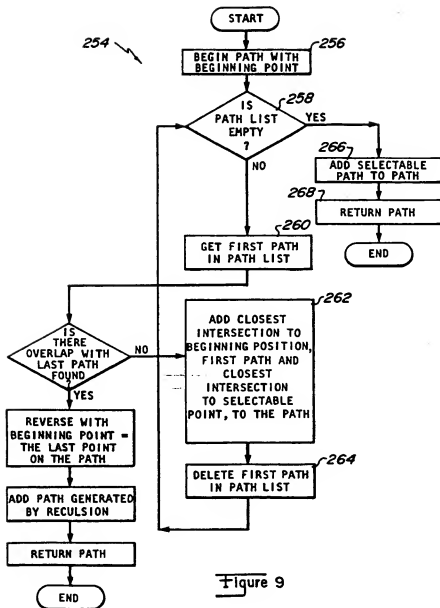 START
254
BEGIN PATH WITH
BEGINNING POINT
256
IS
PATH LIST
EMPTY
?
258
YES
NO
266
ADD SELECTABLE
PATH TO PATH
268
RETURN PATH
END
260
GET FIRST PATH
IN PATH LIST
IS
THERE
OVERLAP WITH
LAST PATH
FOUND
?
NO
YES
262
ADD CLOSEST
INTERSECTION TO
BEGINNING POSITION,
FIRST PATH AND
CLOSEST
INTERSECTION
TO SELECTABLE
POINT, TO THE PATH
264
DELETE FIRST PATH
IN PATH LIST
REVERSE WITH
BEGINNING POINT =
THE LAST POINT
ON THE PATH
ADD PATH GENERATED
BY RECULSION
RETURN PATH
END
Figure 9